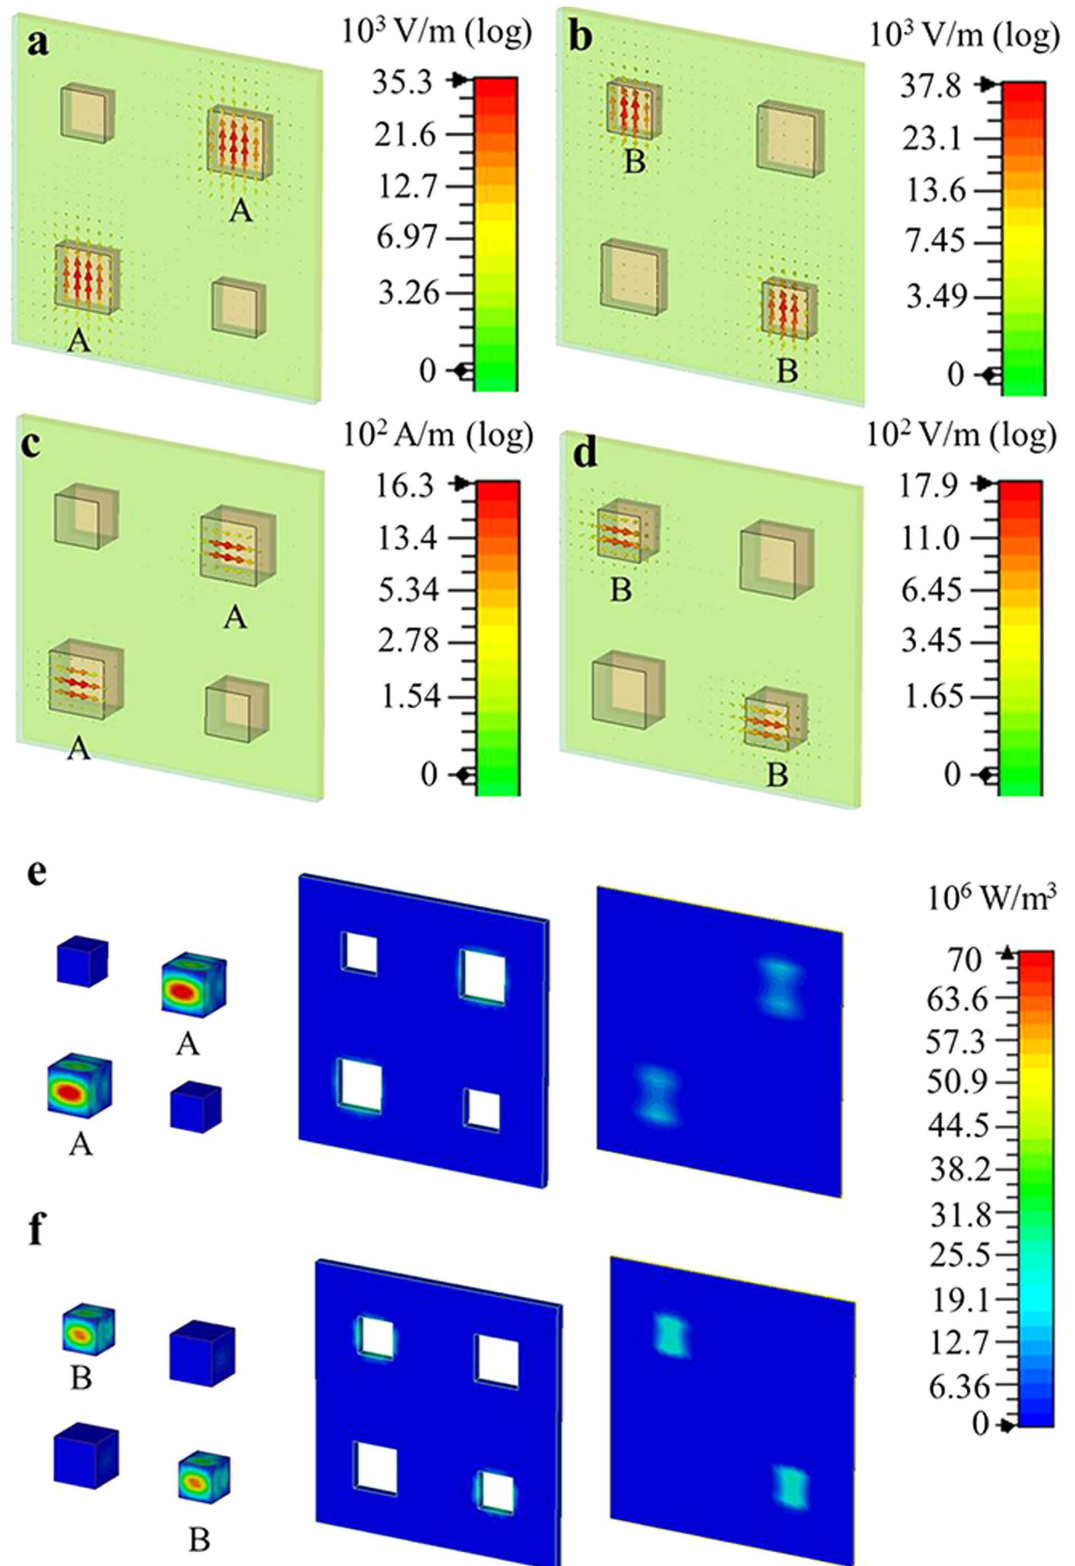 a
10³ V/m (log)
35.3
21.6
12.7
6.97
3.26
0
A
A
b
10³ V/m (log)
37.8
23.1
13.6
7.45
3.49
0
B
B
c
10² A/m (log)
16.3
13.4
5.34
2.78
1.54
0
A
A
d
10² V/m (log)
17.9
11.0
6.45
3.45
1.65
0
B
B
e
A
A
f
B
B
10⁶ W/m³
70
63.6
57.3
50.9
44.5
38.2
31.8
25.5
19.1
12.7
6.36
0